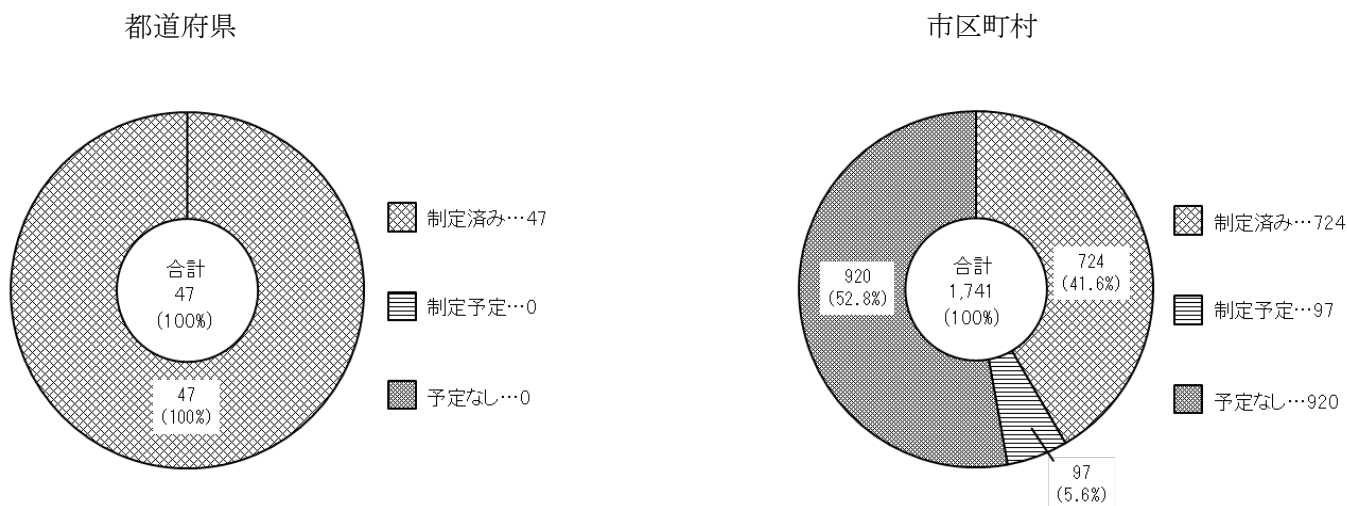 都道府県
合計
47
(100%)
47
(100%)
制定済み…47
制定予定…0
予定なし…0
市区町村
920
(52.8%)
合計
1,741
(100%)
724
(41.6%)
97
(5.6%)
制定済み…724
制定予定…97
予定なし…920